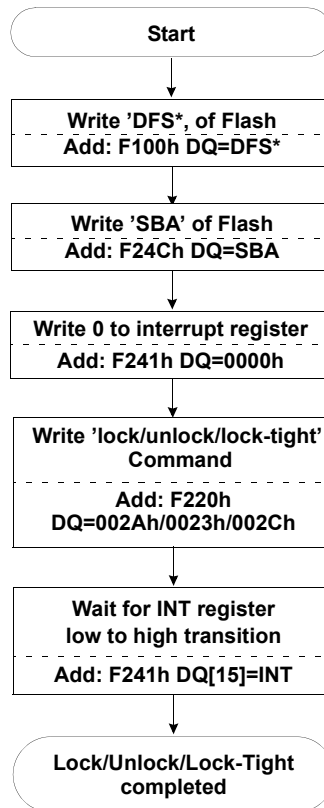 Start
Write 'DFS*, of Flash
Add: F100h DQ=DFS*
Write 'SBA' of Flash
Add: F24Ch DQ=SBA
Write 0 to interrupt register
Add: F241h DQ=0000h
Write 'lock/unlock/lock-tight'
Command
Add: F220h
DQ=002Ah/0023h/002Ch
Wait for INT register
low to high transition
Add: F241h DQ[15]=INT
Lock/Unlock/Lock-Tight
completed